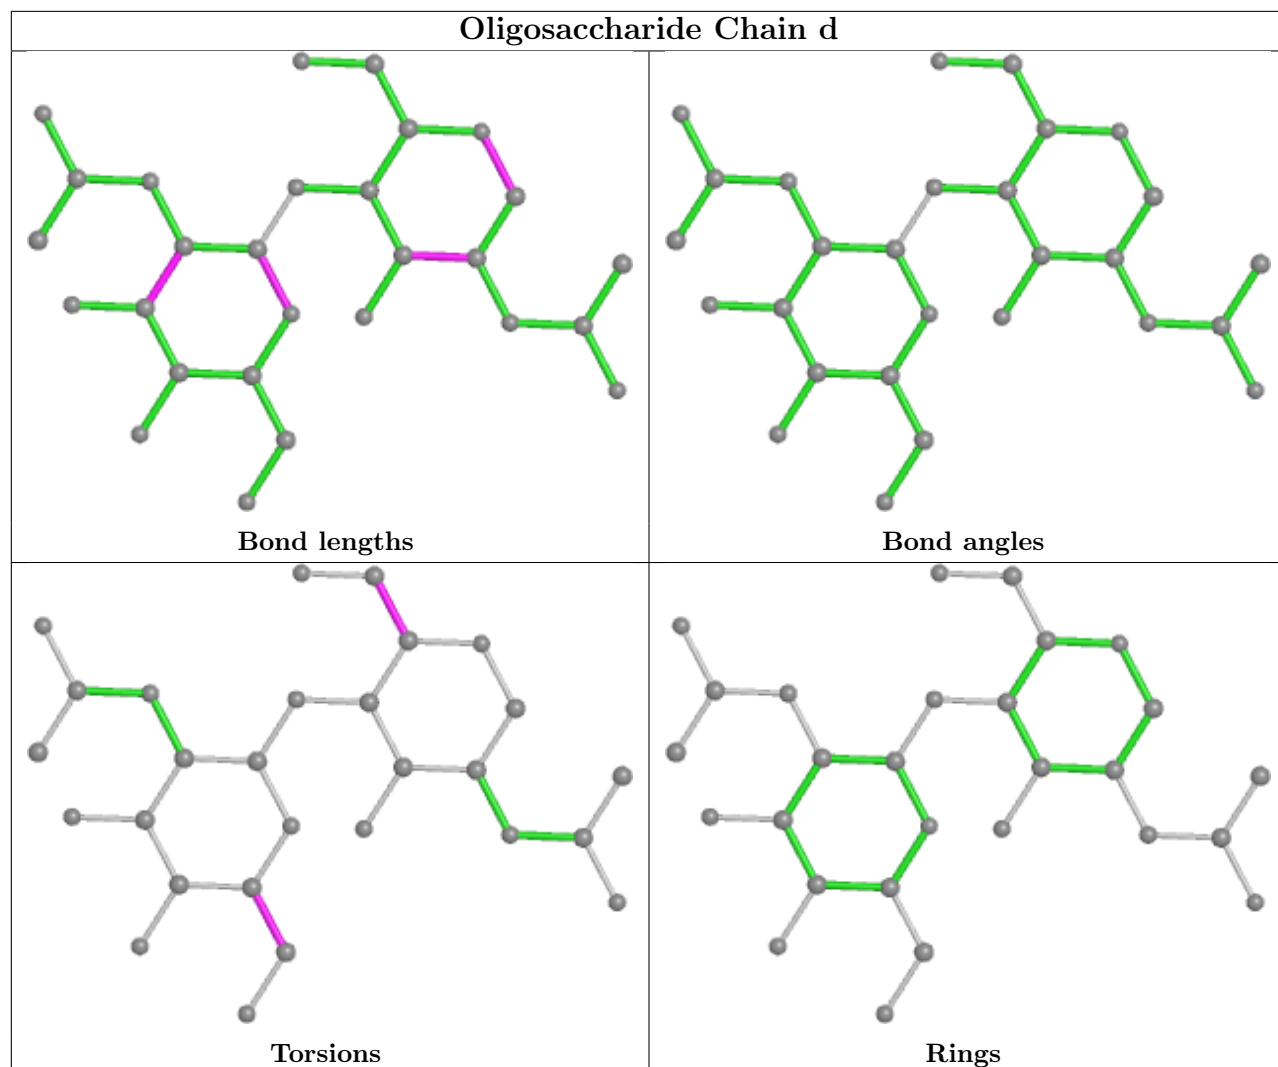 Oligosaccharide Chain d
Bond lengths
Bond angles
Torsions
Rings